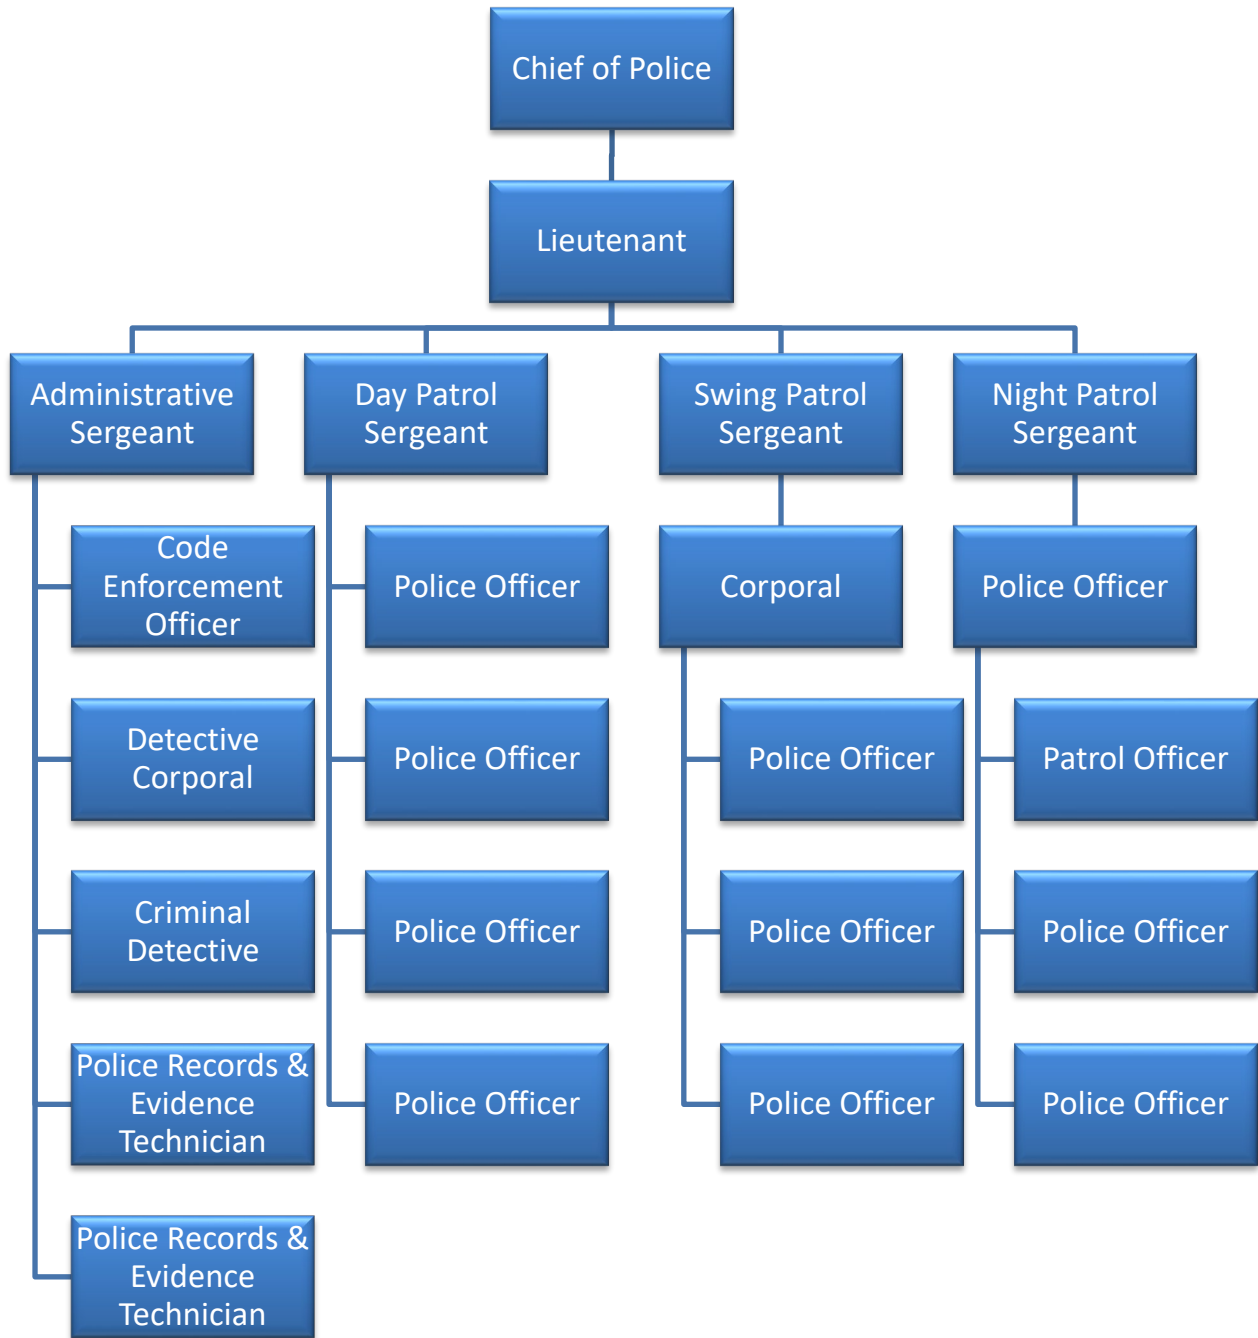 Chief of Police
Lieutenant
Administrative
Sergeant
Day Patrol
Sergeant
Swing Patrol
Sergeant
Night Patrol
Sergeant
Code
Enforcement
Officer
Police Officer
Corporal
Police Officer
Detective
Corporal
Police Officer
Police Officer
Patrol Officer
Criminal
Detective
Police Officer
Police Officer
Police Officer
Police Records &
Evidence
Technician
Police Officer
Police Officer
Police Officer
Police Records &
Evidence
Technician